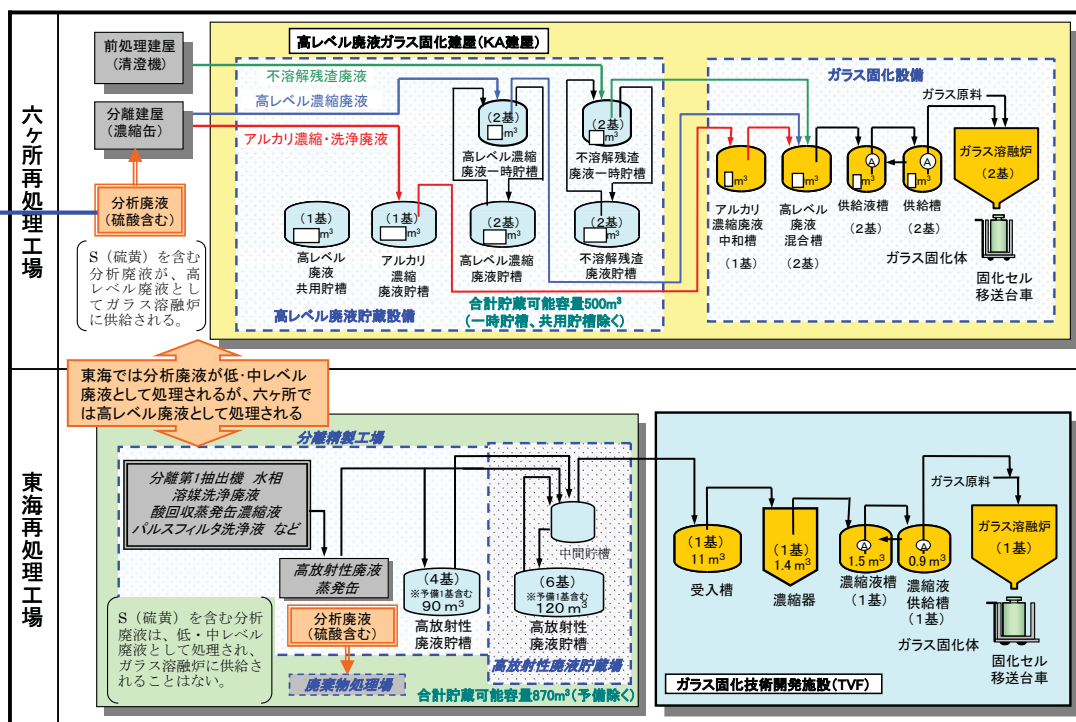 六ヶ所再処理工場
前処理建屋
(清澄機)
分離建屋
(濃縮缶)
分析廃液
(硫酸含む)
S(硫黄)を含む
分析廃液が、高
レベル廃液とし
てガラス溶融炉
に供給される。
高レベル廃液ガラス固化建屋(KA建屋)
不溶解残渣廃液
高レベル濃縮廃液
アルカリ濃縮・洗浄廃液
(2基)
m³
高レベル濃縮
廃液一時貯槽
(2基)
m³
不溶解残渣
廃液一時貯槽
(1基)
m³
高レベル
廃液
共用貯槽
(1基)
m³
アルカリ
濃縮
廃液貯槽
(2基)
m³
高レベル濃縮
廃液貯槽
(2基)
m³
不溶解残渣
廃液貯槽
高レベル廃液貯蔵設備
合計貯蔵可能容量500m³
(一時貯槽、共用貯槽除く)
ガラス固化設備
ガラス原料
m³
アルカリ
濃縮廃液
中和槽
(1基)
m³
高レベル
廃液
混合槽
(2基)
A
m³
供給液槽
(2基)
A
m³
供給槽
(2基)
ガラス溶融炉
(2基)
ガラス固化体
固化セル
移送台車
東海では分析廃液が低・中レベル
廃液として処理されるが、六ヶ所で
は高レベル廃液として処理される
東海再処理工場
分離精製工場
分離第1抽出機 水相
溶媒洗浄廃液
酸回収蒸発缶濃縮液
パルスフィルタ洗浄液 など
高放射性廃液
蒸発缶
分析廃液
(硫酸含む)
廃棄物処理場
S(硫黄)を含む分析
廃液は、低・中レベル
廃液として処理され、
ガラス溶融炉に供給さ
れることはない。
(4基)
※予備1基含む
90 m³
高放射性
廃液貯槽
中間貯槽
(6基)
※予備1基含む
120 m³
高放射性
廃液貯槽
高放射性廃液貯蔵場
合計貯蔵可能容量870m³(予備除く)
(1基)
11 m³
受入槽
(1基)
1.4 m³
濃縮器
A
1.5 m³
濃縮液槽
(1基)
A
0.9 m³
濃縮液
供給槽
(1基)
ガラス原料
ガラス溶融炉
(1基)
ガラス固化体
固化セル
移送台車
ガラス固化技術開発施設(TVF)